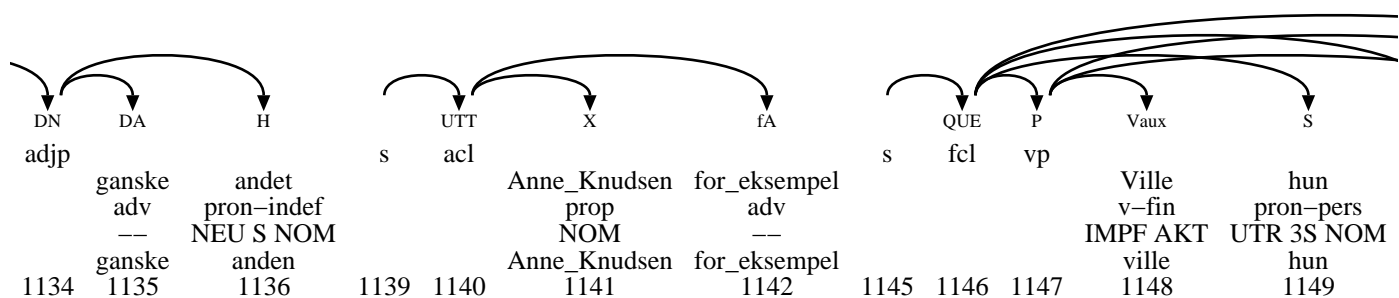 DN DA H UTT X fA QUE P Vaux S
adjp s acl s fcl vp
ganske andet Anne_Knudsen for_eksempel Ville hun
adv pron−indef prop adv v−fin pron−pers
−− NEU S NOM NOM −− IMPF AKT UTR 3S NOM
ganske anden Anne_Knudsen for_eksempel ville hun
1134 1135 1136 1139 1140 1141 1142 1145 1146 1147 1148 1149